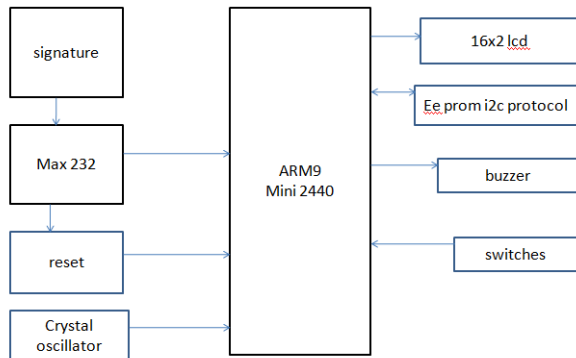 signature
Max 232
reset
Crystal
oscillator
ARM9
Mini 2440
16x2 lcd
Ee prom i2c protocol
buzzer
switches